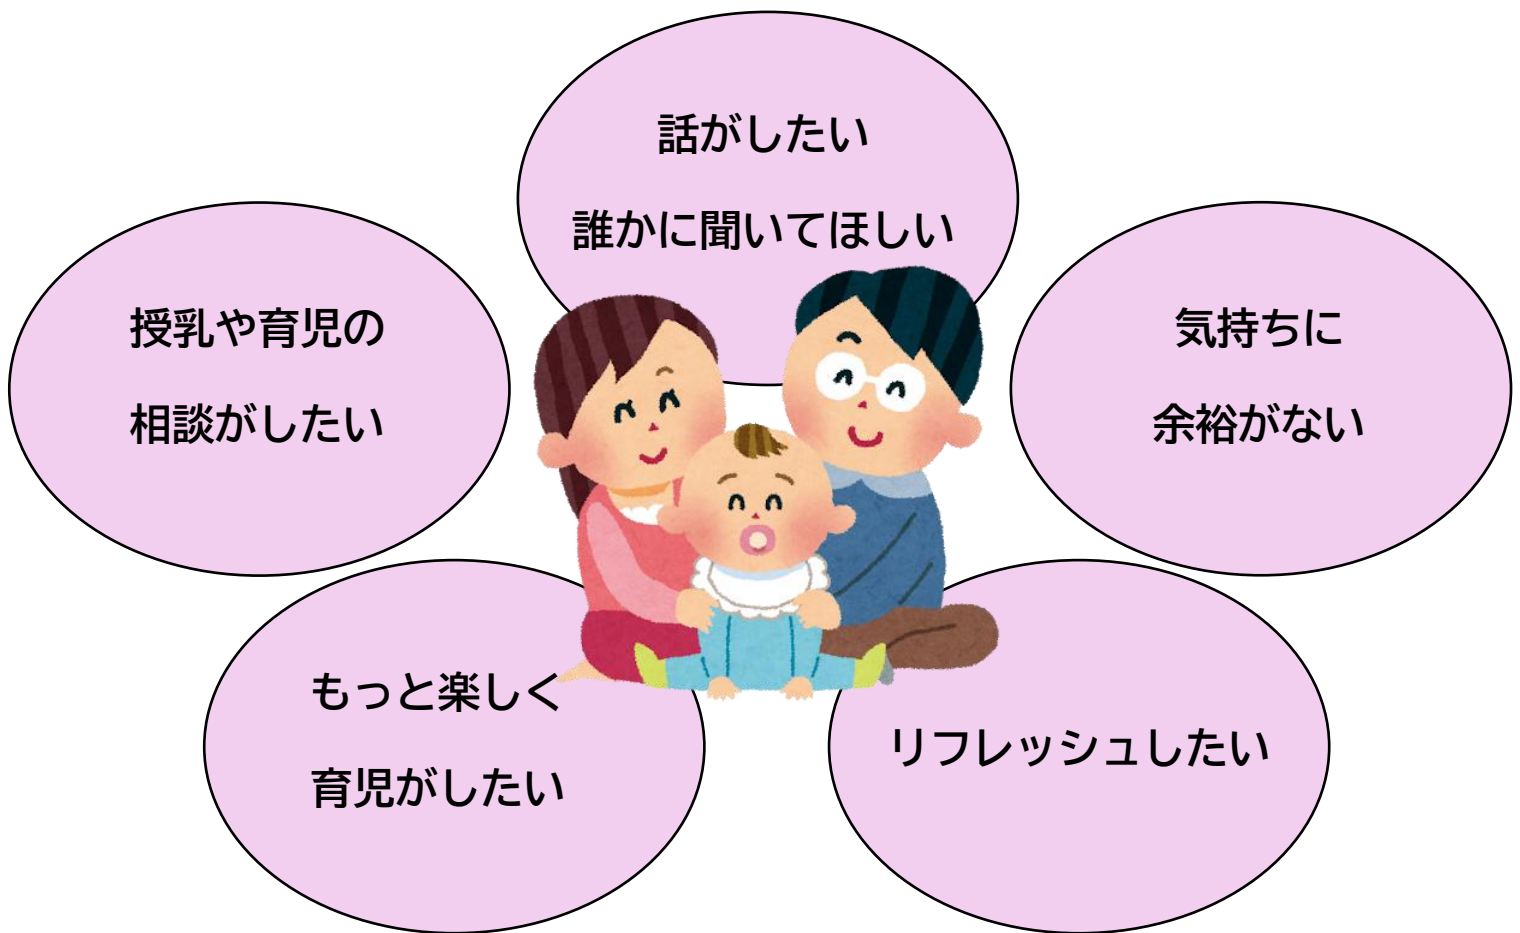 話がしたい
誰かに聞いてほしい
授乳や育児の
相談がしたい
気持ちに
余裕がない
もっと楽しく
育児がしたい
リフレッシュしたい